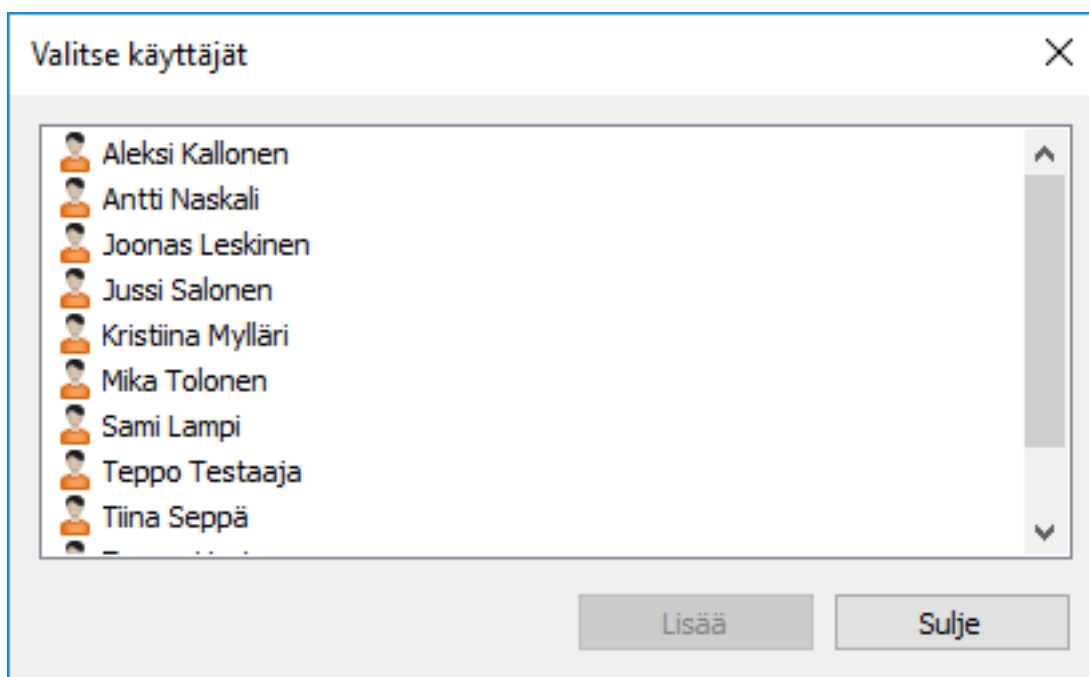 Valitse käyttäjät
Aleksi Kallonen
Antti Naskali
Joonas Leskinen
Jussi Salonen
Kristiina Mylläri
Mika Tolonen
Sami Lampi
Teppo Testaaja
Tiina Seppä
Lisää
Sulje